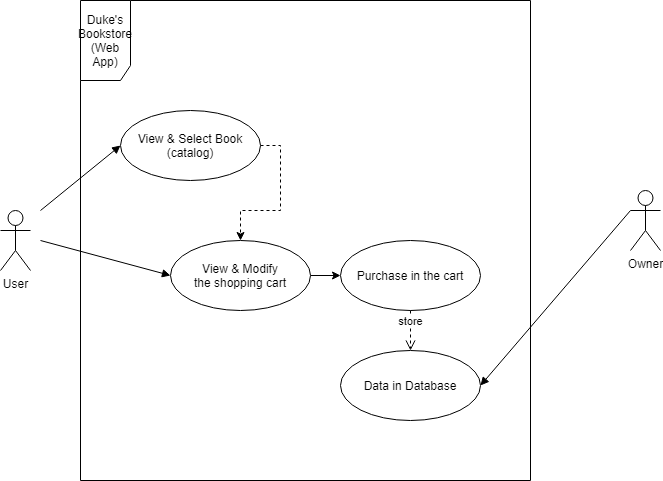 Duke's
Bookstore
(Web
App)
View & Select Book
(catalog)
View & Modify
the shopping cart
Purchase in the cart
User
Owner
store
Data in Database